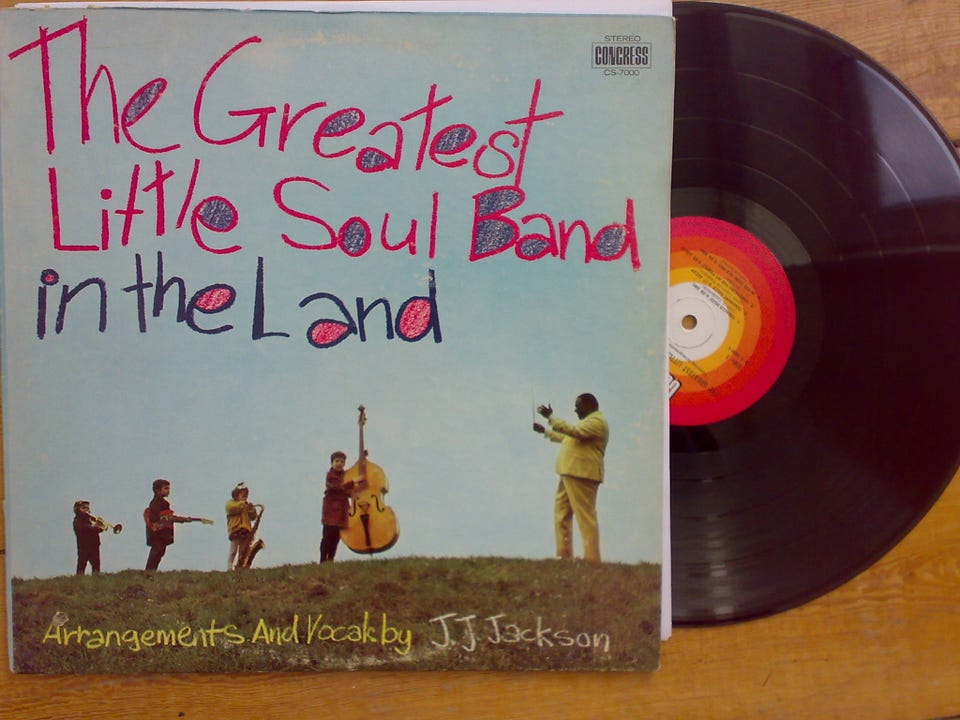 The Greatest
Little Soul Band
in the Land
STEREO
CONGRESS
CS-7000
Arrangements And Vocals by J.J. Jackson